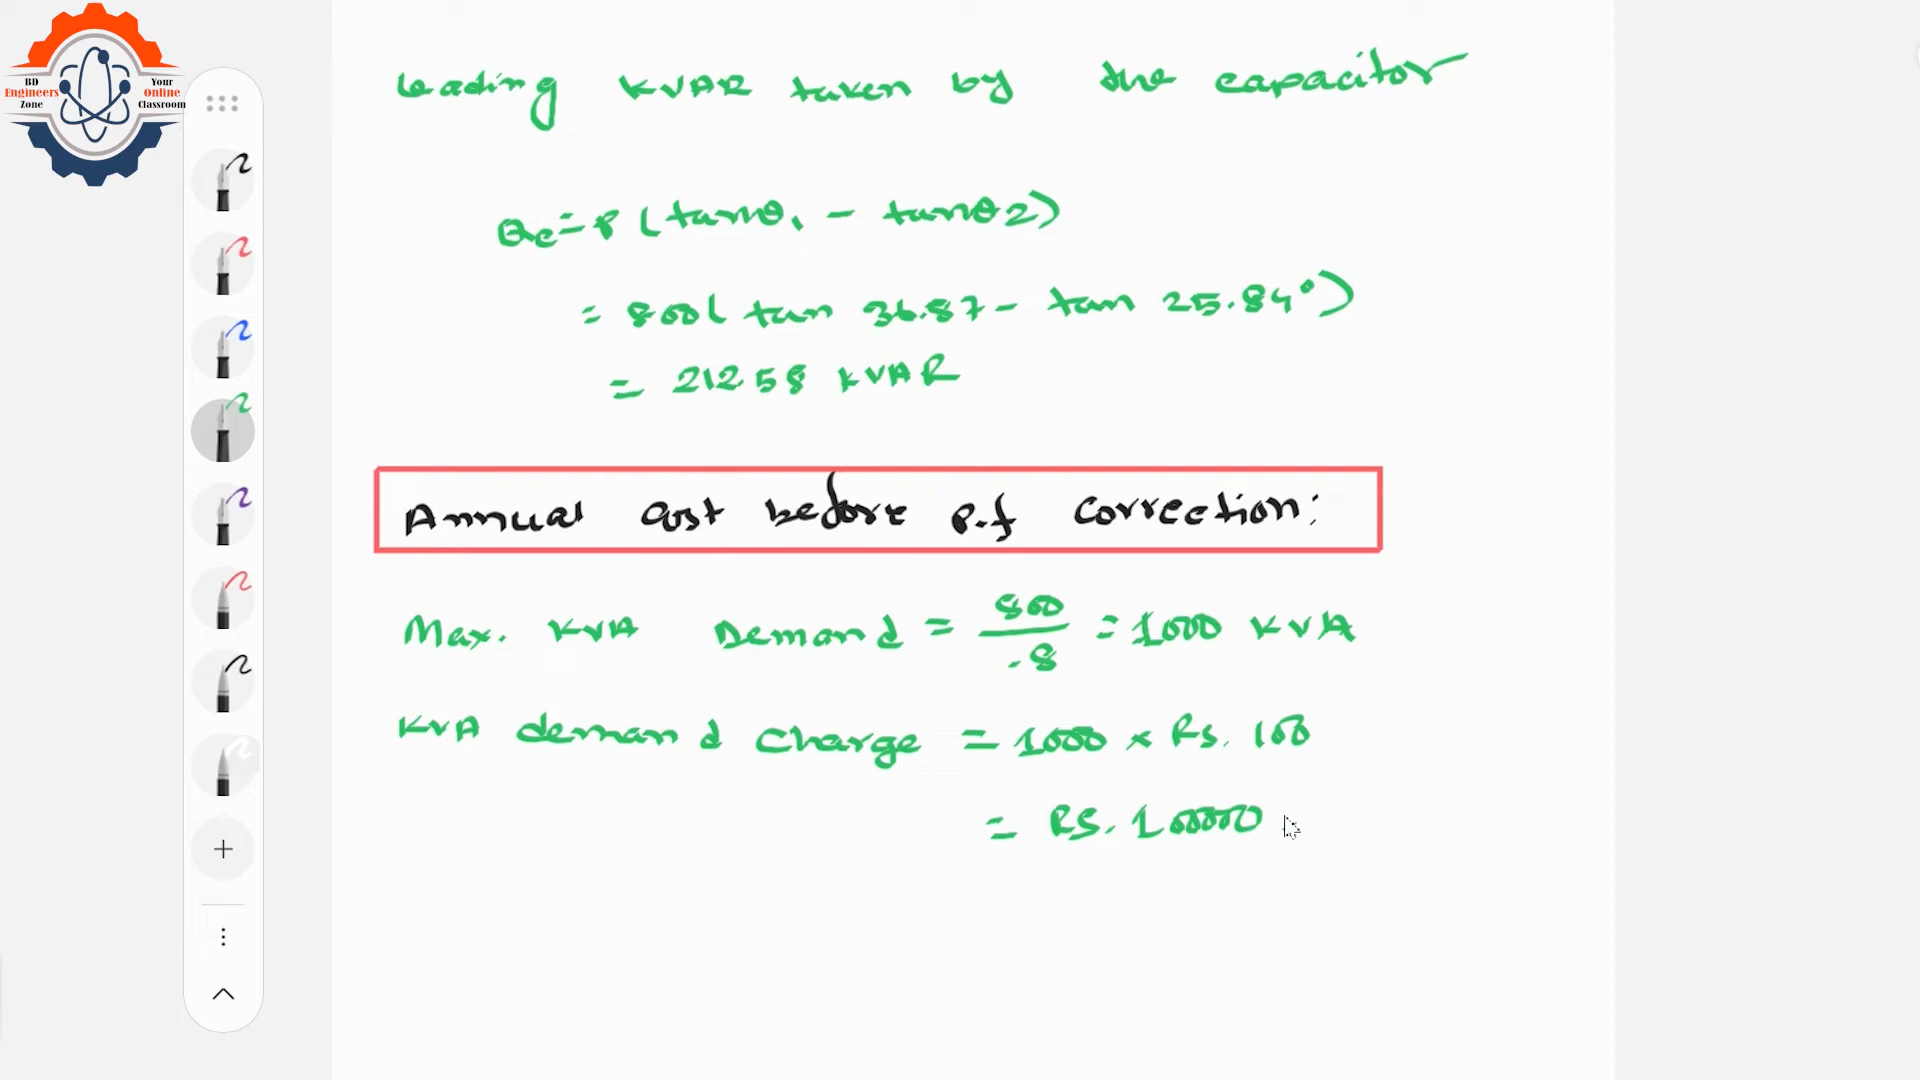 BD Engineers Zone
Your Online Classroom
Leading KVAR taken by the capacitor
Qc = P (tanθ1 - tanθ2)
= 800( tan 36.87 - tan 25.84°)
= 212.58 KVAR
Annual cost before P.f correction:
Max. KVA Demand = 800/.8 = 1000 KVA
KVA demand charge = 1000 × Rs. 100
= RS. 100000